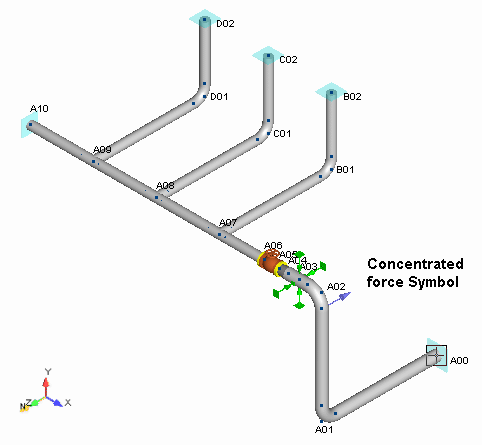 D02
C02
B02
A10
D01
C01
B01
A09
A08
A07
A06
A05
A04
A03
A02
Concentrated
force Symbol
A00
A01
Y
Z
X
N